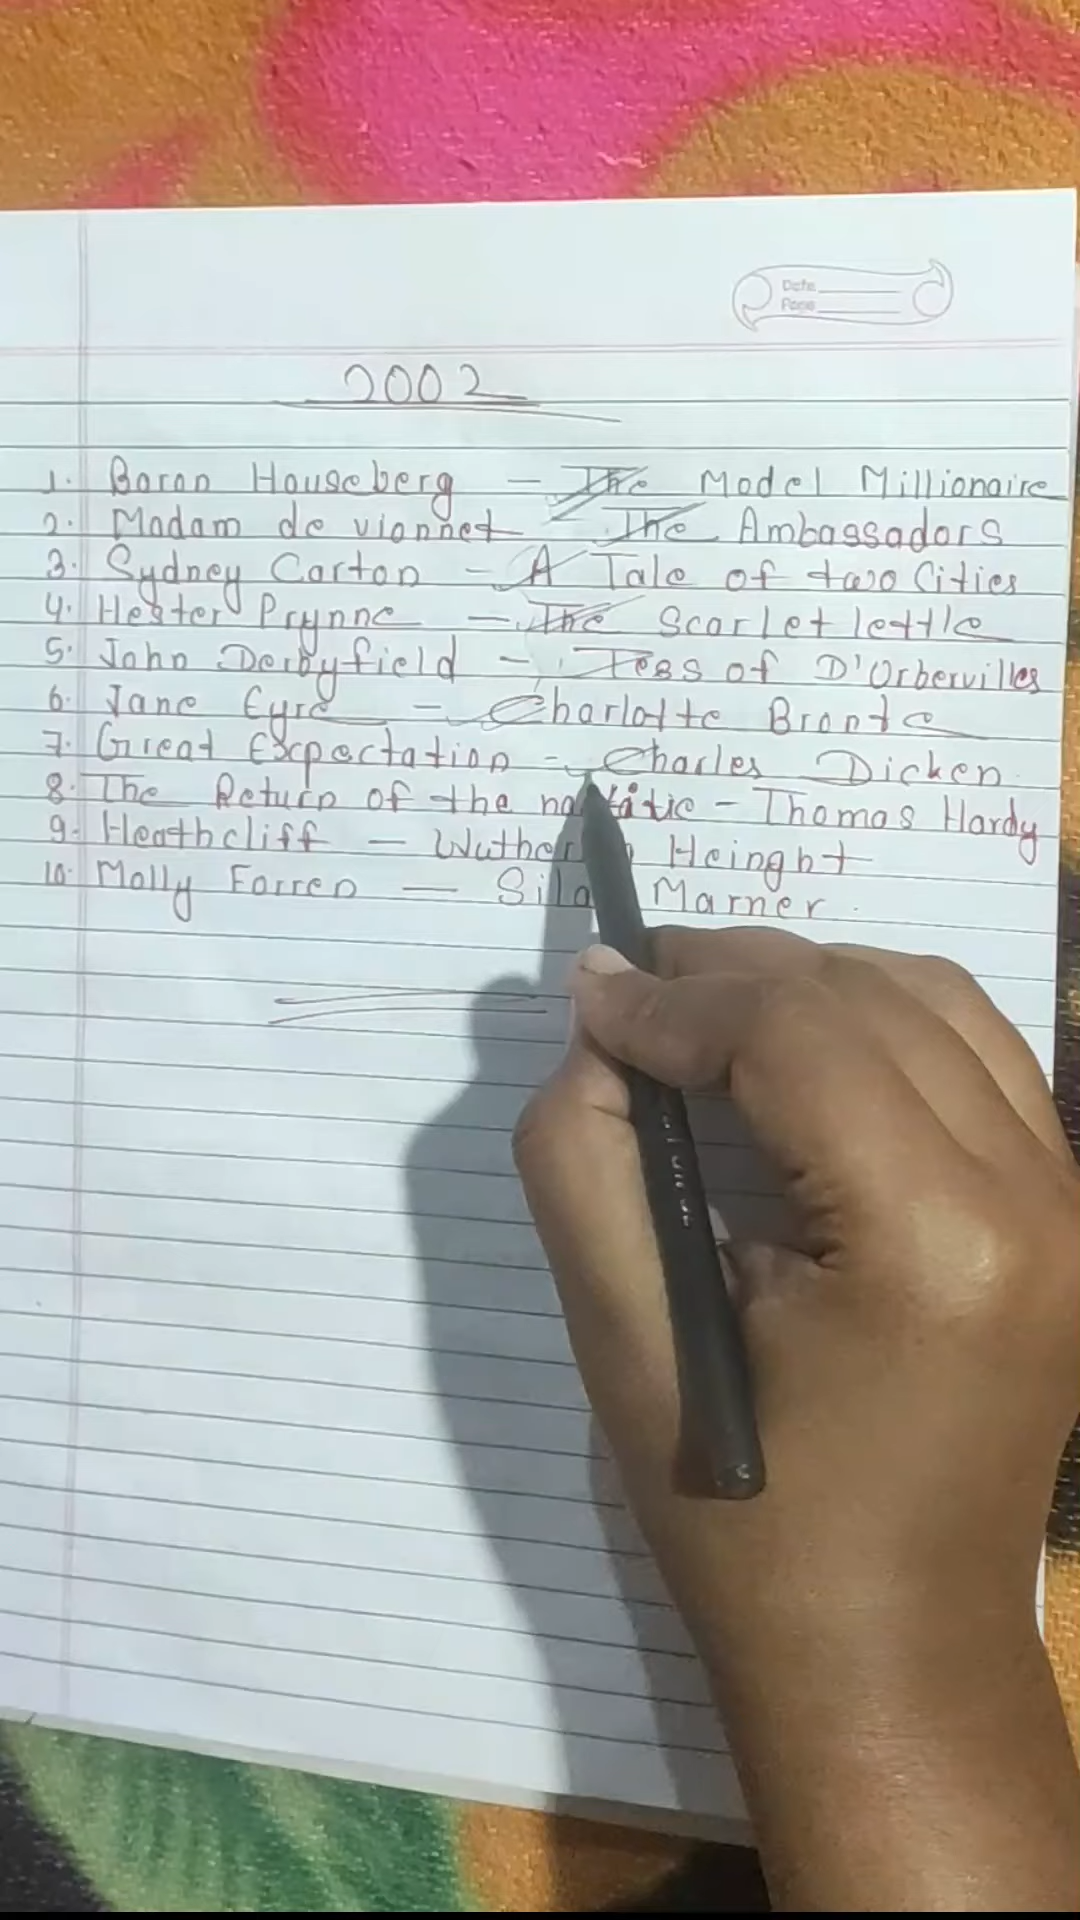 Date
Page
2002
1. Baron Houseberg - The Model Millionaire
2. Madam de vionnet - The Ambassadors
3. Sydney Carton - A Tale of two Cities
4. Hester Prynne - The Scarlet lettle
5. John Derbyfield - Tess of D'Orbervilles
6. Jane Eyre - Charlotte Bronte
7. Great Expectation - Charles Dicken
8. The Return of the - Thomas Hardy
9. Heathcliff - Heinght
10. Molly Farren - Marner.